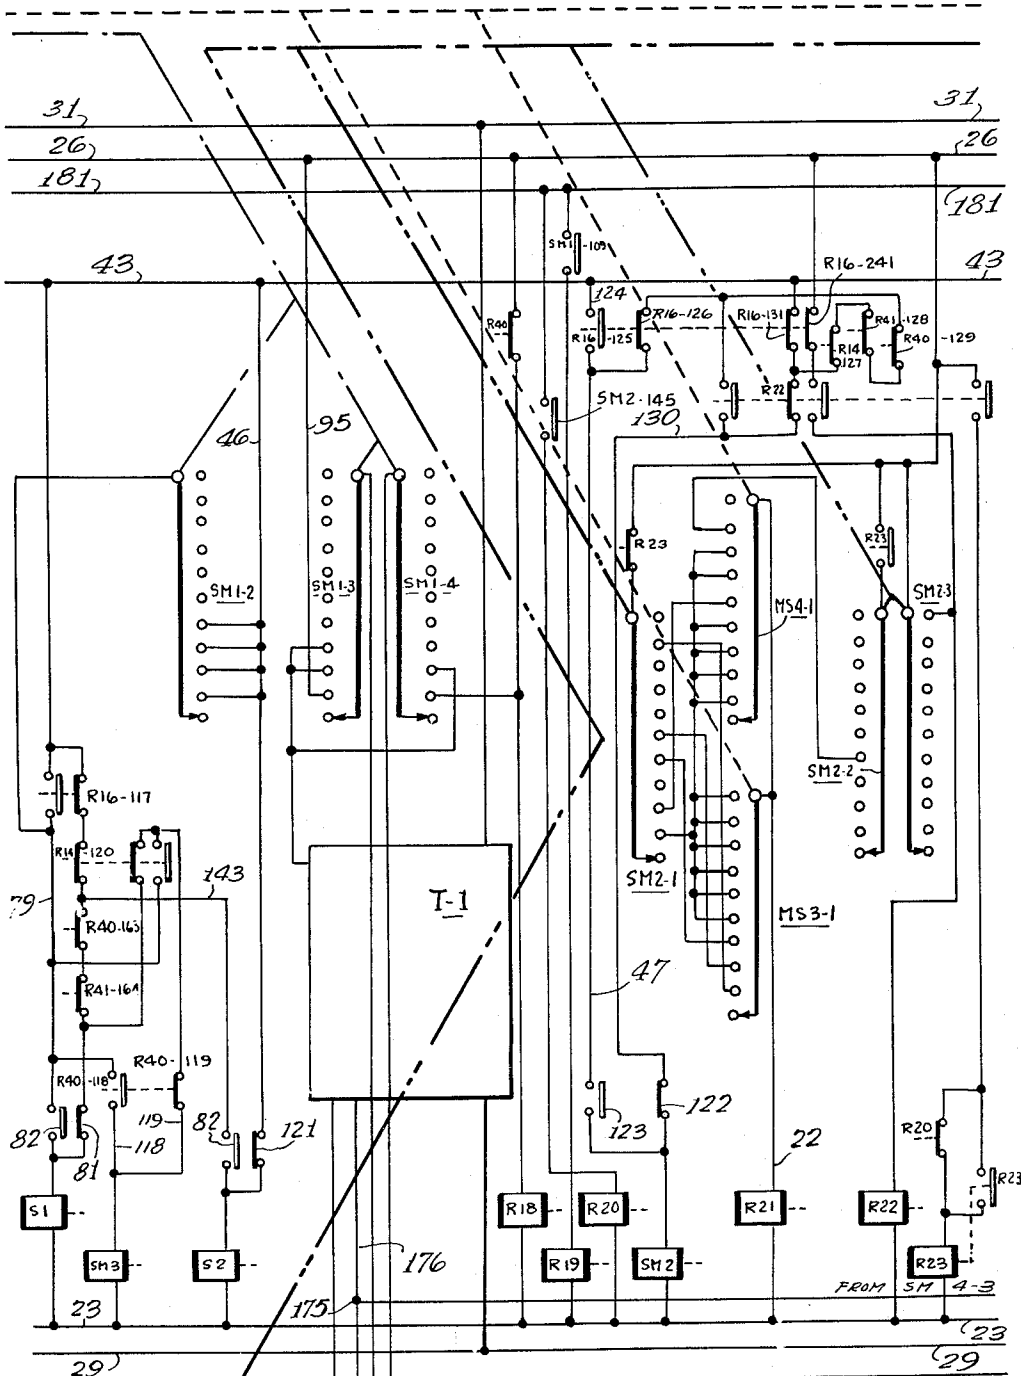 31 31
26 26
181 181
43 43
SM1 -109
R16-241
124
R40 R16 -125 R16-126 R16-131 R14 127 R41 -128 R40 -129
SM2-145 R22
46 95 130
R23 R23
SM1-2 SM1-3 SM1-4 MS4-1 SM2-3
SM2-2
R16-117
R14 -120 SM2-1
79 143 T-1 MS3-1
R40-163
R41-164 47
R40-118 R40-119
122
82 81 118 119 82 121 123 22 R20
R23
S1 R18 R20 R21 R22
SM3 S2 176 R19 SM2 R23
FROM SM 4-3
23 175 23
29 29